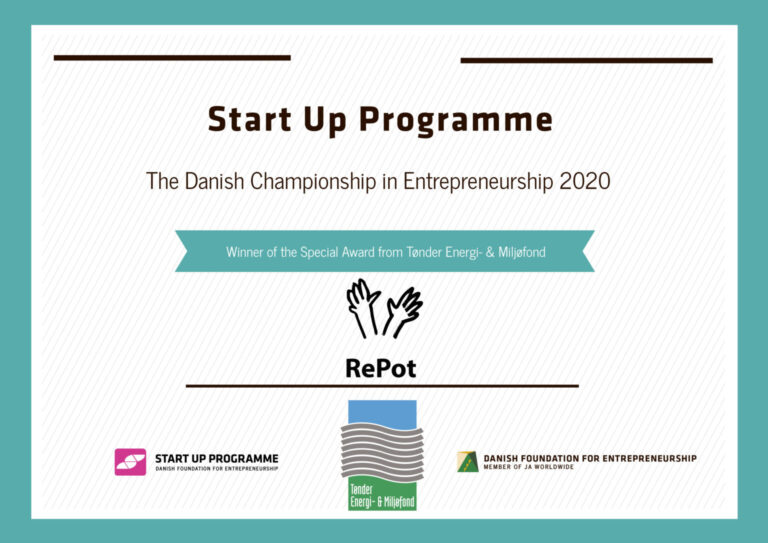 Start Up Programme
The Danish Championship in Entrepreneurship 2020
Winner of the Special Award from Tønder Energi- & Miljøfond
RePot
START UP PROGRAMME
DANISH FOUNDATION FOR ENTREPRENEURSHIP
Tønder
Energi- & Miljøfond
DANISH FOUNDATION FOR ENTREPRENEURSHIP
MEMBER OF JA WORLDWIDE